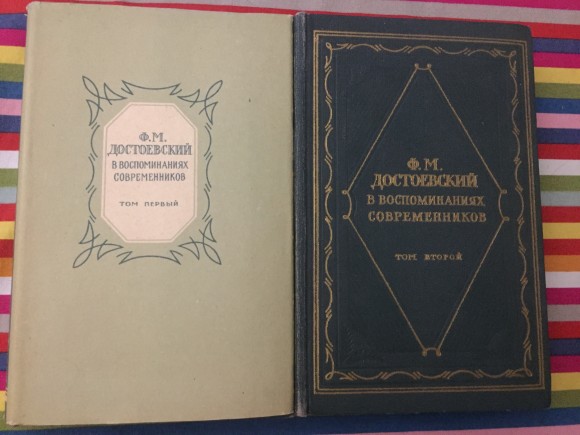 Ф.М.
ДОСТОЕВСКИЙ
В ВОСПОМИНАНИЯХ
СОВРЕМЕННИКОВ
ТОМ ПЕРВЫЙ
Ф.М.
ДОСТОЕВСКИЙ
В ВОСПОМИНАНИЯХ
СОВРЕМЕННИКОВ
ТОМ ВТОРОЙ